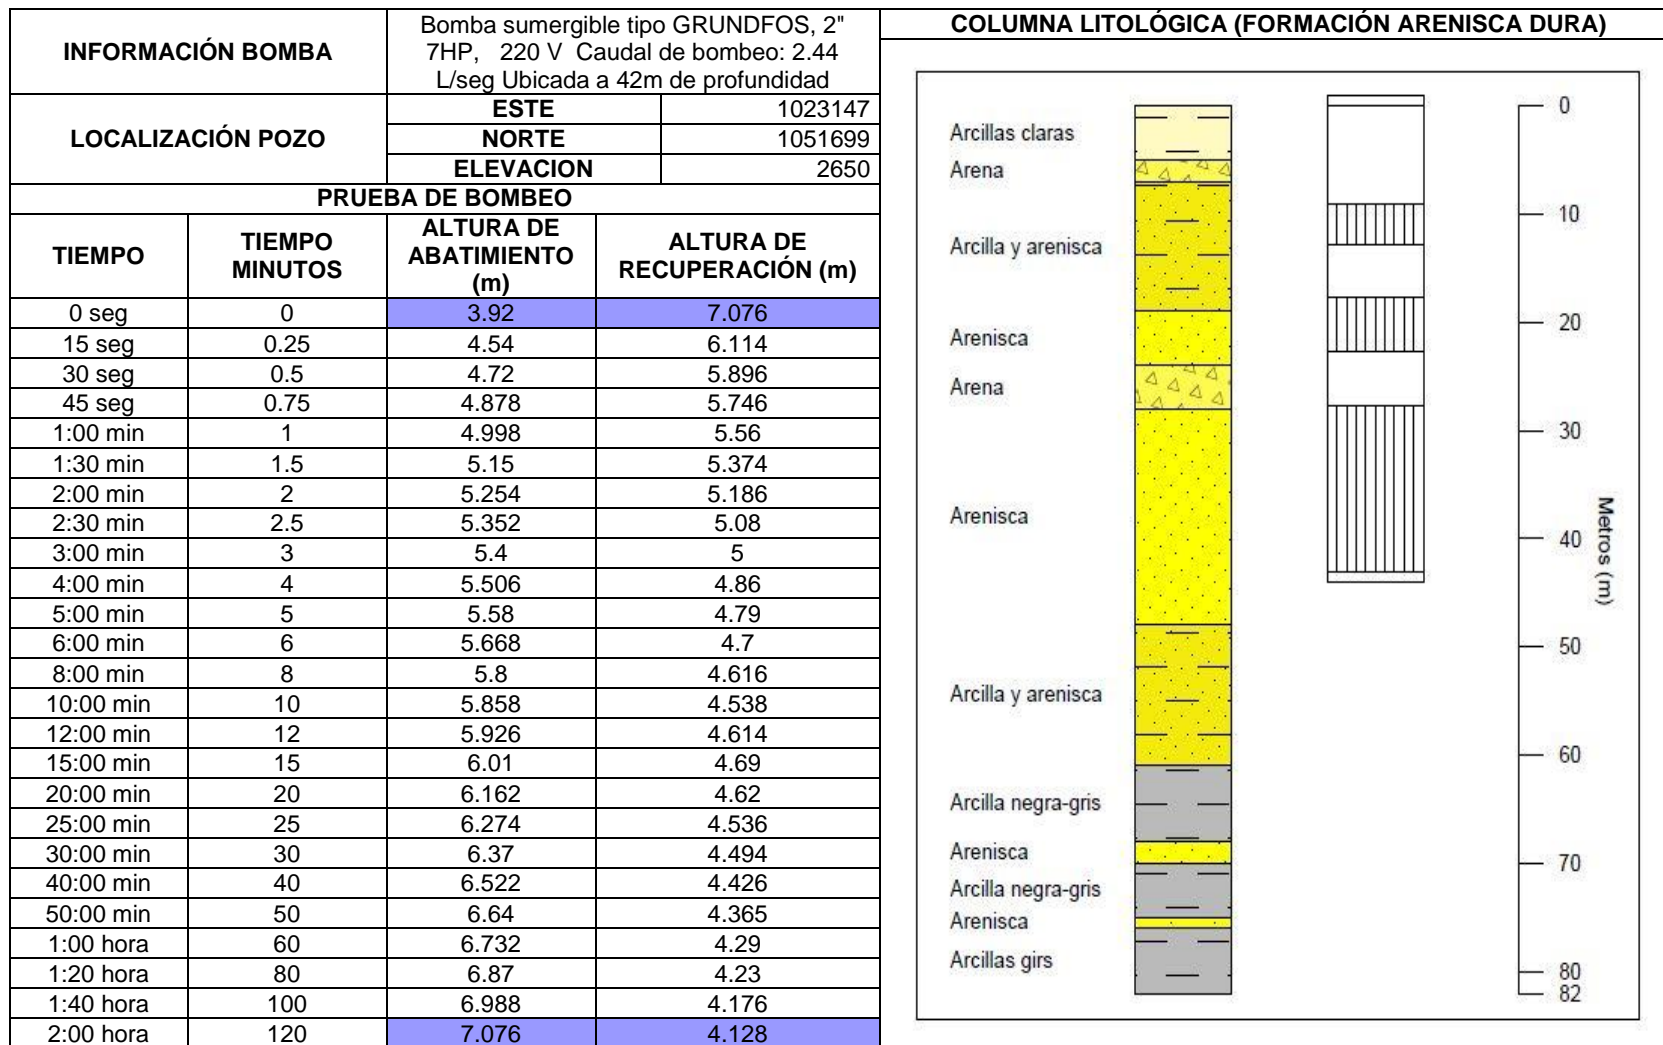 INFORMACIÓN BOMBA
Bomba sumergible tipo GRUNDFOS, 2"
7HP, 220 V Caudal de bombeo: 2.44
L/seg Ubicada a 42m de profundidad
LOCALIZACIÓN POZO
ESTE 1023147
NORTE 1051699
ELEVACION 2650
PRUEBA DE BOMBEO
TIEMPO
TIEMPO
MINUTOS
ALTURA DE
ABATIMIENTO
(m)
ALTURA DE
RECUPERACIÓN (m)
0 seg 0 3.92 7.076
15 seg 0.25 4.54 6.114
30 seg 0.5 4.72 5.896
45 seg 0.75 4.878 5.746
1:00 min 1 4.998 5.56
1:30 min 1.5 5.15 5.374
2:00 min 2 5.254 5.186
2:30 min 2.5 5.352 5.08
3:00 min 3 5.4 5
4:00 min 4 5.506 4.86
5:00 min 5 5.58 4.79
6:00 min 6 5.668 4.7
8:00 min 8 5.8 4.616
10:00 min 10 5.858 4.538
12:00 min 12 5.926 4.614
15:00 min 15 6.01 4.69
20:00 min 20 6.162 4.62
25:00 min 25 6.274 4.536
30:00 min 30 6.37 4.494
40:00 min 40 6.522 4.426
50:00 min 50 6.64 4.365
1:00 hora 60 6.732 4.29
1:20 hora 80 6.87 4.23
1:40 hora 100 6.988 4.176
2:00 hora 120 7.076 4.128
COLUMNA LITOLÓGICA (FORMACIÓN ARENISCA DURA)
Arcillas claras
Arena
Arcilla y arenisca
Arenisca
Arena
Arenisca
Arcilla y arenisca
Arcilla negra-gris
Arenisca
Arcilla negra-gris
Arenisca
Arcillas girs
0
10
20
30
40
50
60
70
80
82
Metros (m)